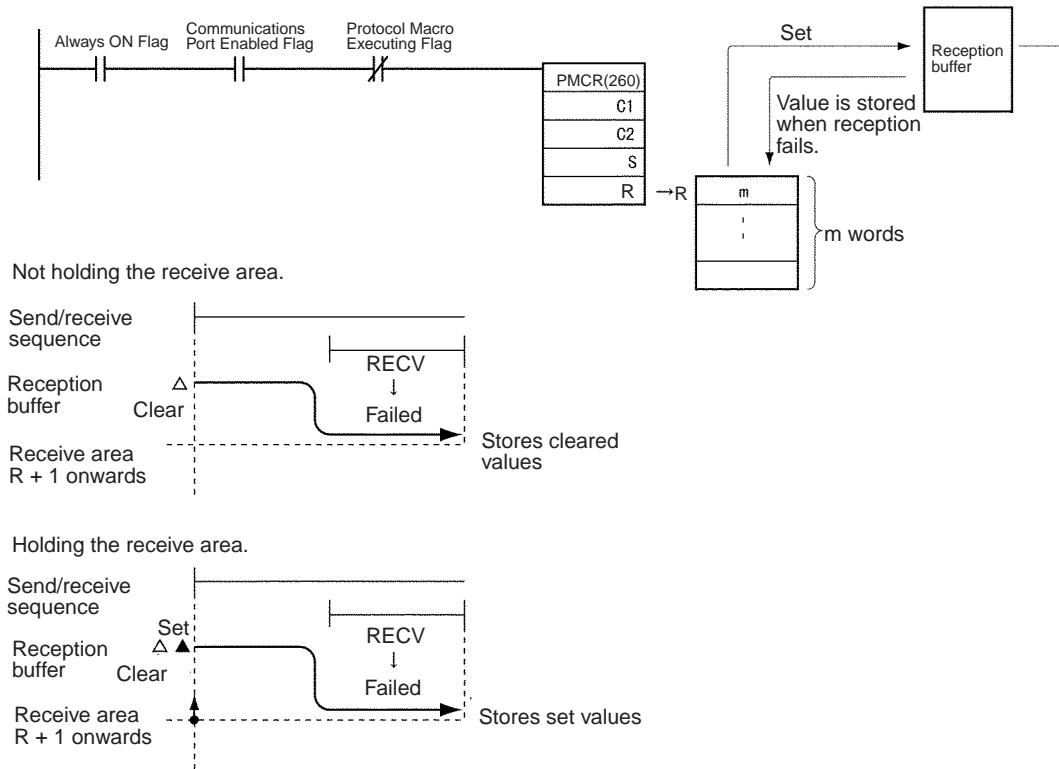 Always ON Flag
Communications
Port Enabled Flag
Protocol Macro
Executing Flag
PMCR(260)
C1
C2
S
R
→R
m
m words
Set
Reception
buffer
Value is stored
when reception
fails.
Not holding the receive area.
Send/receive
sequence
RECV
↓
Failed
Reception
buffer
Clear
Stores cleared
values
Receive area
R + 1 onwards
Holding the receive area.
Send/receive
sequence
Set
RECV
↓
Failed
Reception
buffer
Clear
Receive area
R + 1 onwards
Stores set values